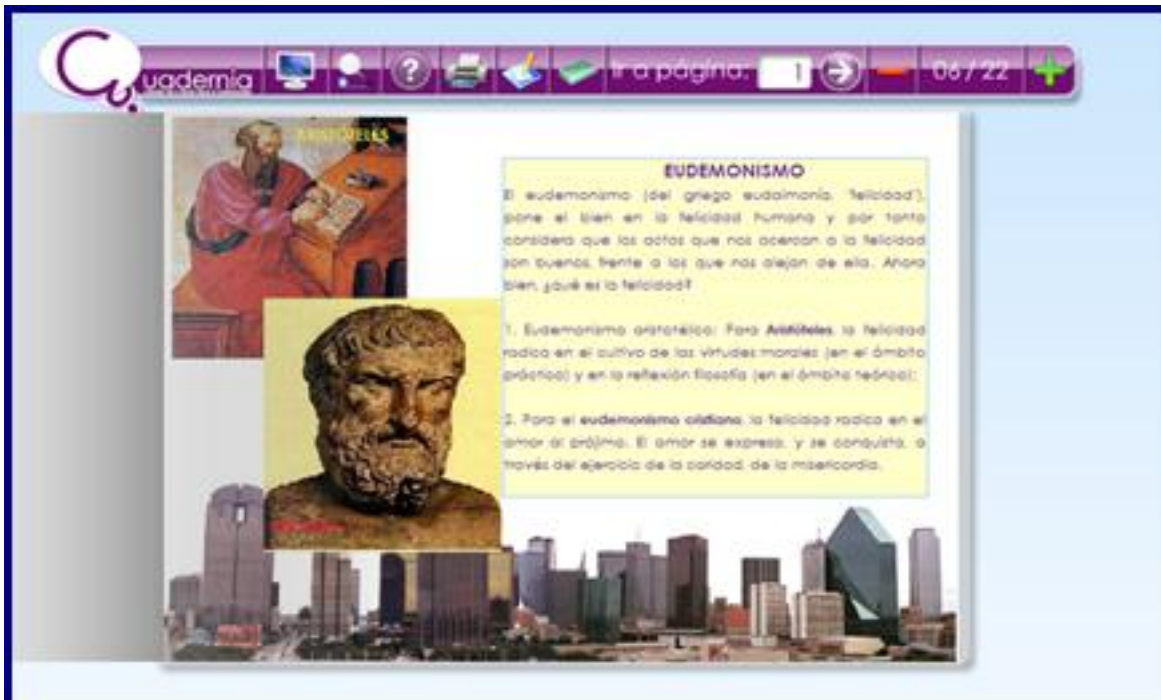 Cuadernia
Ir a página:
1
06/22
ARISTÓTELES
EUDEMONISMO
El eudemonismo (del griego eudaimonía, 'felicidad'),
pone el bien en la felicidad humana y por tanto
considera que los actos que nos acercan a la felicidad
son buenos, frente a los que nos alejan de ella. Ahora
bien, ¿qué es la felicidad?
1. Eudemonismo aristotélico: Para Aristóteles, la felicidad
radica en el cultivo de las virtudes morales (en el ámbito
práctico) y en la reflexión filosofía (en el ámbito teórico);
2. Para el eudemonismo cristiano, la felicidad radica en el
amor al prójimo. El amor se expresa, y se conquista, a
través del ejercicio de la caridad, de la misericordia.